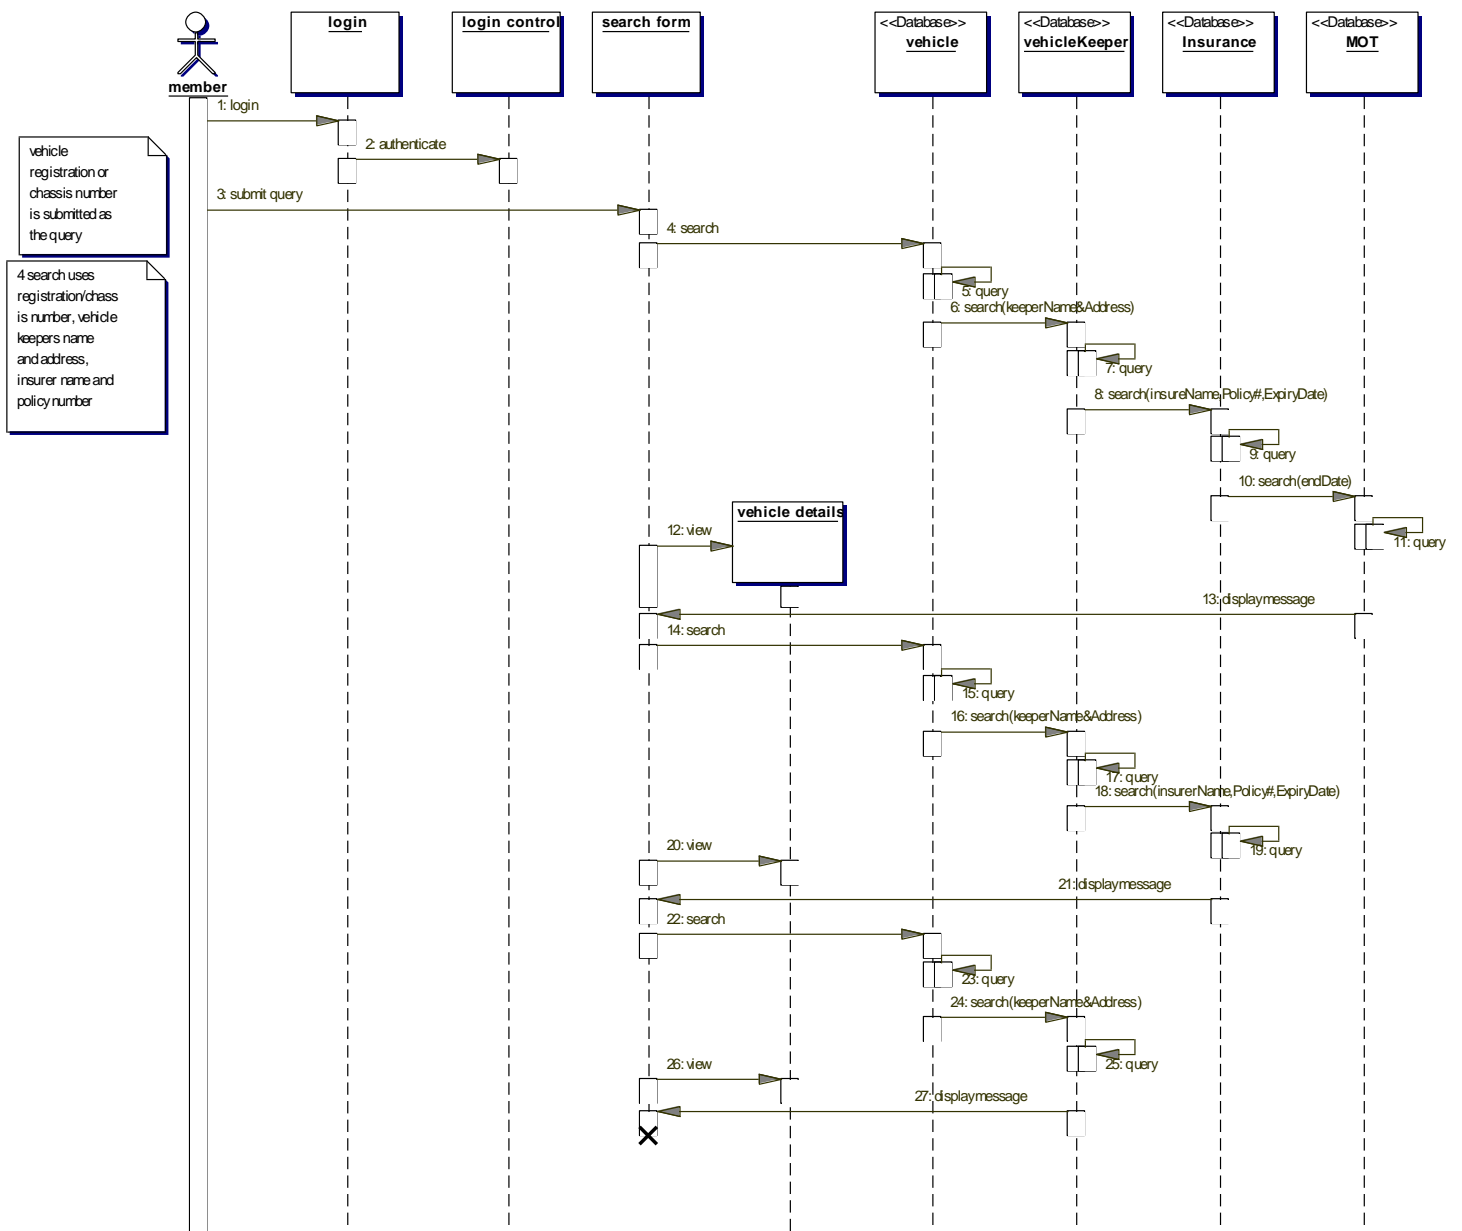 login
login control
search form
<<Database>>
vehicle
<<Database>>
vehicleKeeper
<<Database>>
Insurance
<<Database>>
MOT
member
1: login
vehicle
registration or
chassis number
is submitted as
the query
2: authenticate
3: submit query
4: search
4 search uses
registration/chass
is number, vehicle
keepers name
and address,
insurer name and
policy number
5: query
6: search(keeperName&Address)
7: query
8: search(insureName,Policy#,ExpiryDate)
9: query
10: search(endDate)
vehicle details
12: view
11: query
13: displaymessage
14: search
15: query
16: search(keeperName&Address)
17: query
18: search(insurerName,Policy#,ExpiryDate)
20: view
19: query
21: displaymessage
22: search
23: query
24: search(keeperName&Address)
26: view
25: query
27: displaymessage